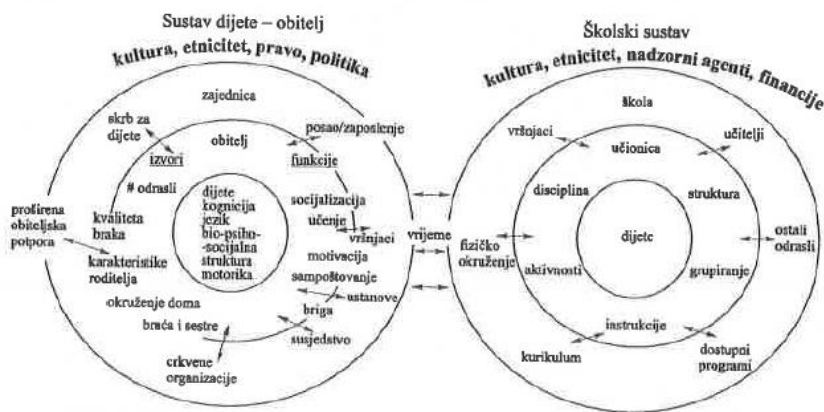 Sustav dijete – obitelj
kultura, etnicitet, pravo, politika
zajednica
skrb za
dijete
posao/zaposlenje
obitelj
izvori
funkcije
# odrasli
dijete
kognicija
jezik
bio-psiho-
-socijalna
struktura
motorika
socijalizacija
učenje
vršnjaci
proširena
obiteljska
potpora
kvaliteta
braka
karakteristike
roditelja
motivacija
sampoštovanje
ustanove
okruženje doma
briga
braća i sestre
susjedstvo
crkvene
organizacije
vrijeme
Školski sustav
kultura, etnicitet, nadzorni agenti, financije
škola
vršnjaci
učitelji
učionica
disciplina
struktura
dijete
fizičko
okruženje
ostali
odrasli
aktivnosti
grupiranje
instrukcije
kurikulum
dostupni
programi